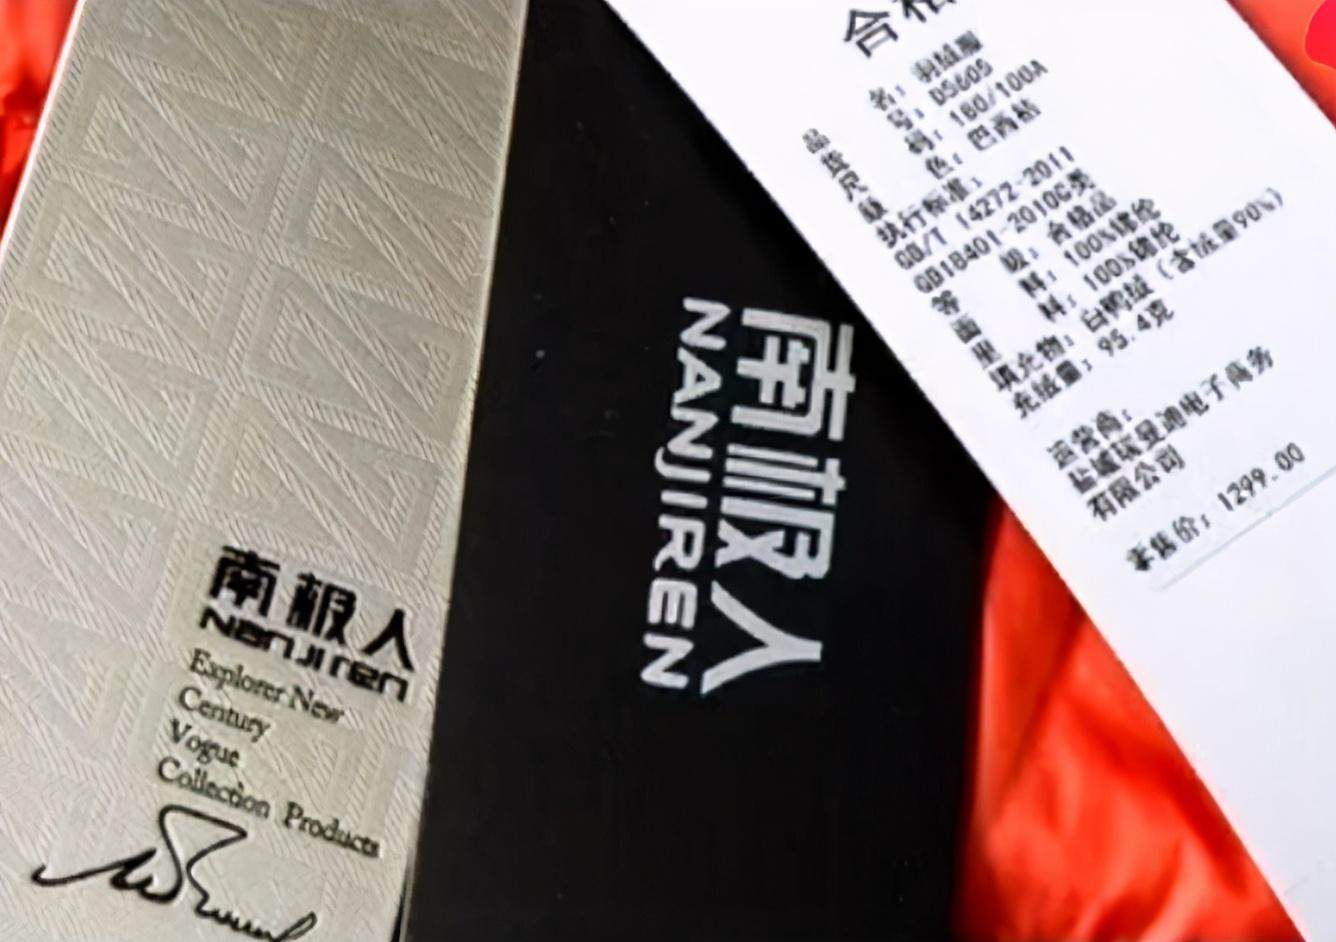 南极人
Nanjiren
Explorer New
Century
Vogue
Collection Products
南极人
NANJIREN
合格
品 名: 羽绒服
货 号: D5605
尺 码: 180/100A
颜 色: 巴西桔
执行标准:
GB/T 14272-2011
GB18401-2010C类
等 级: 合格品
面 料: 100%锦纶
里 料: 100%锦纶
填充物: 白鸭绒(含绒量90%)
充绒量: 95.4克
运营商:
盐城瑞显通电子商务
有限公司
零售价: 1299.00